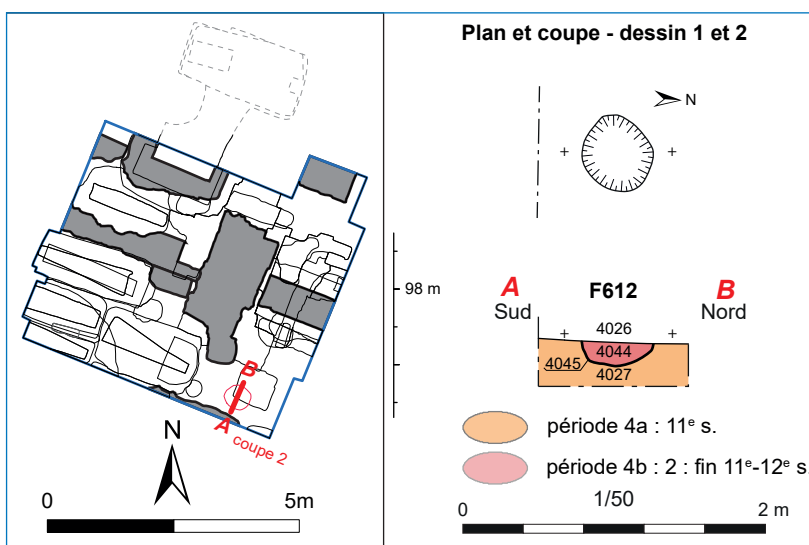 B
A
coupe 2
N
0 5m
Plan et coupe - dessin 1 et 2
N
98 m
A F612 B
Sud Nord
4026
4044
4045
4027
période 4a : 11e s.
période 4b : 2 : fin 11e-12e s.
1/50
0 2 m